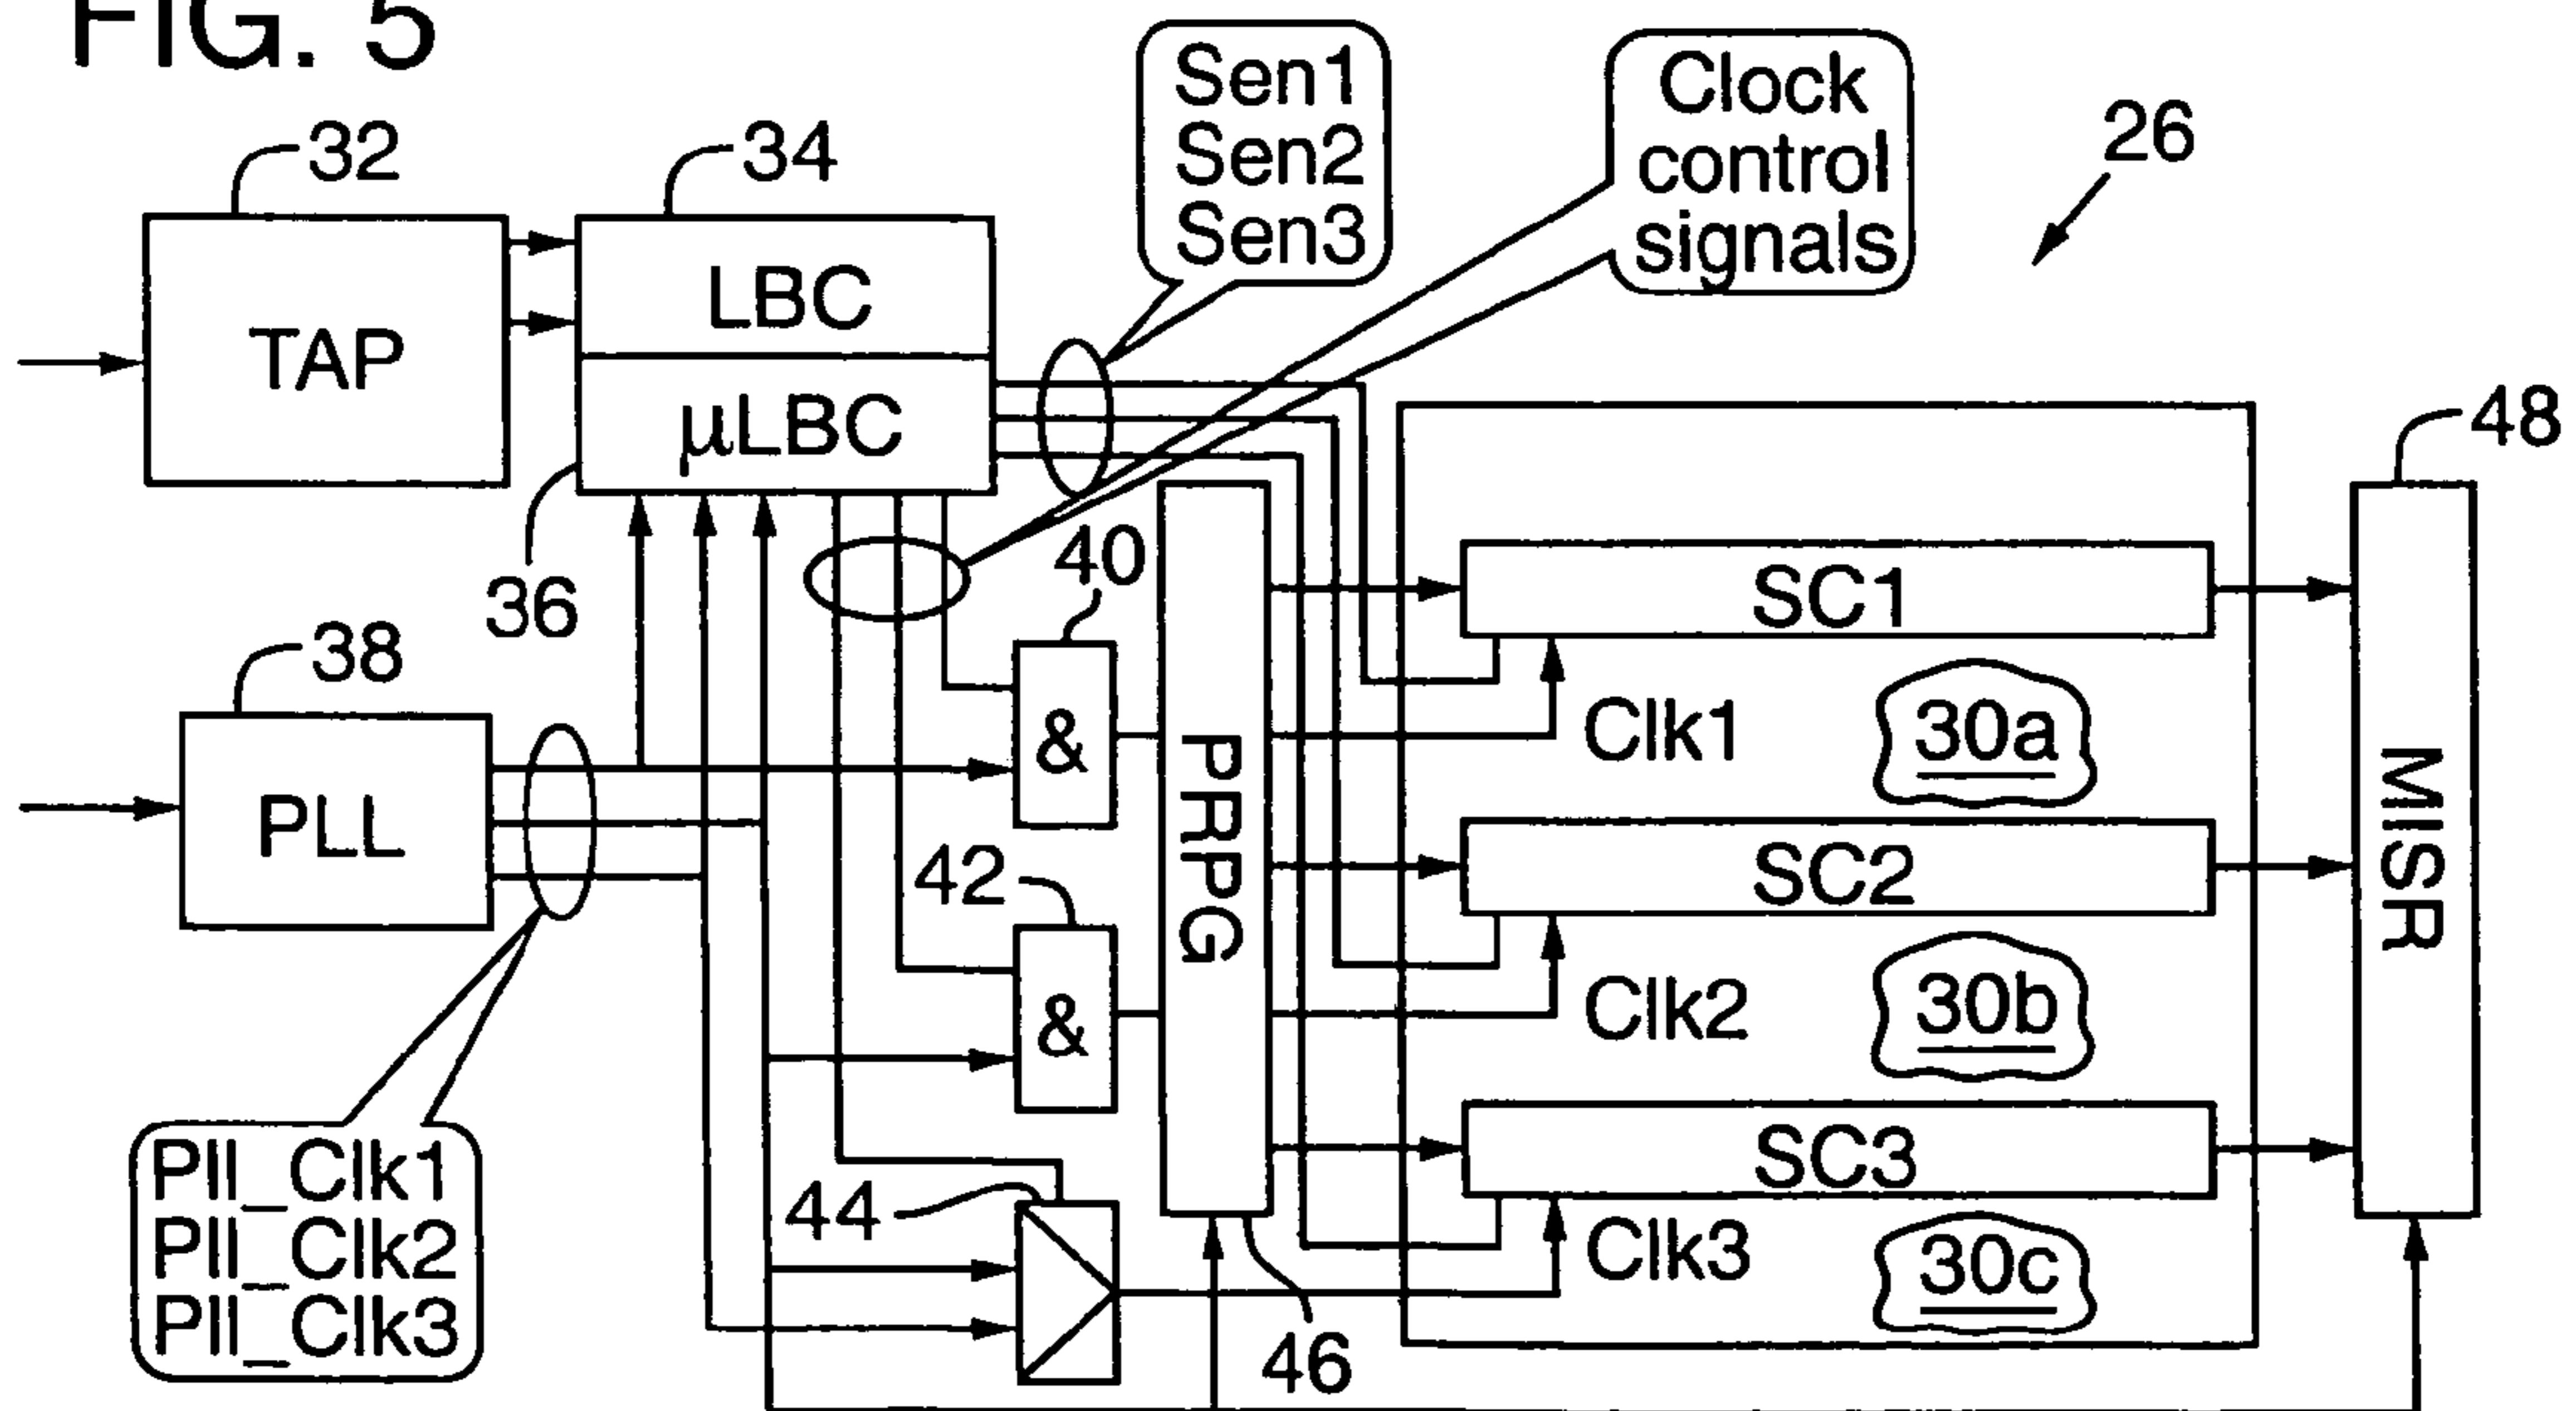 FIG. 5
Sen1
Sen2
Sen3
Clock
control
signals
26
32
34
TAP
LBC
µLBC
48
36
40
38
SC1
PLL
&
Clk1
30a
PRPG
MISR
42
SC2
&
Clk2
30b
Pll_Clk1
Pll_Clk2
Pll_Clk3
44
SC3
Clk3
30c
46